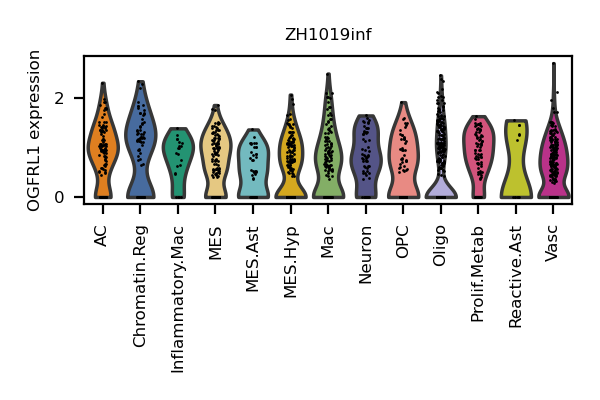 ZH1019inf
OGFRL1 expression
2
0
AC
Chromatin.Reg
Inflammatory.Mac
MES
MES.Ast
MES.Hyp
Mac
Neuron
OPC
Oligo
Prolif.Metab
Reactive.Ast
Vasc